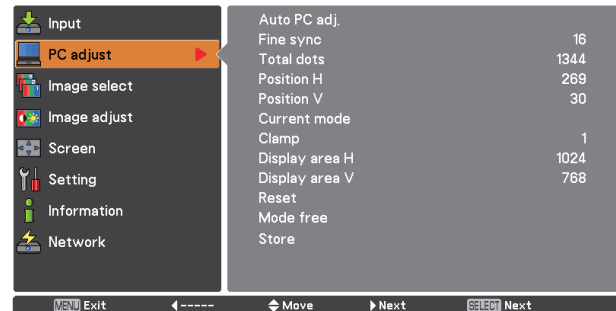 Input
PC adjust
Image select
Image adjust
Screen
Setting
Information
Network
Auto PC adj.
Fine sync 16
Total dots 1344
Position H 269
Position V 30
Current mode
Clamp 1
Display area H 1024
Display area V 768
Reset
Mode free
Store
MENU Exit ----- Move Next SELECT Next